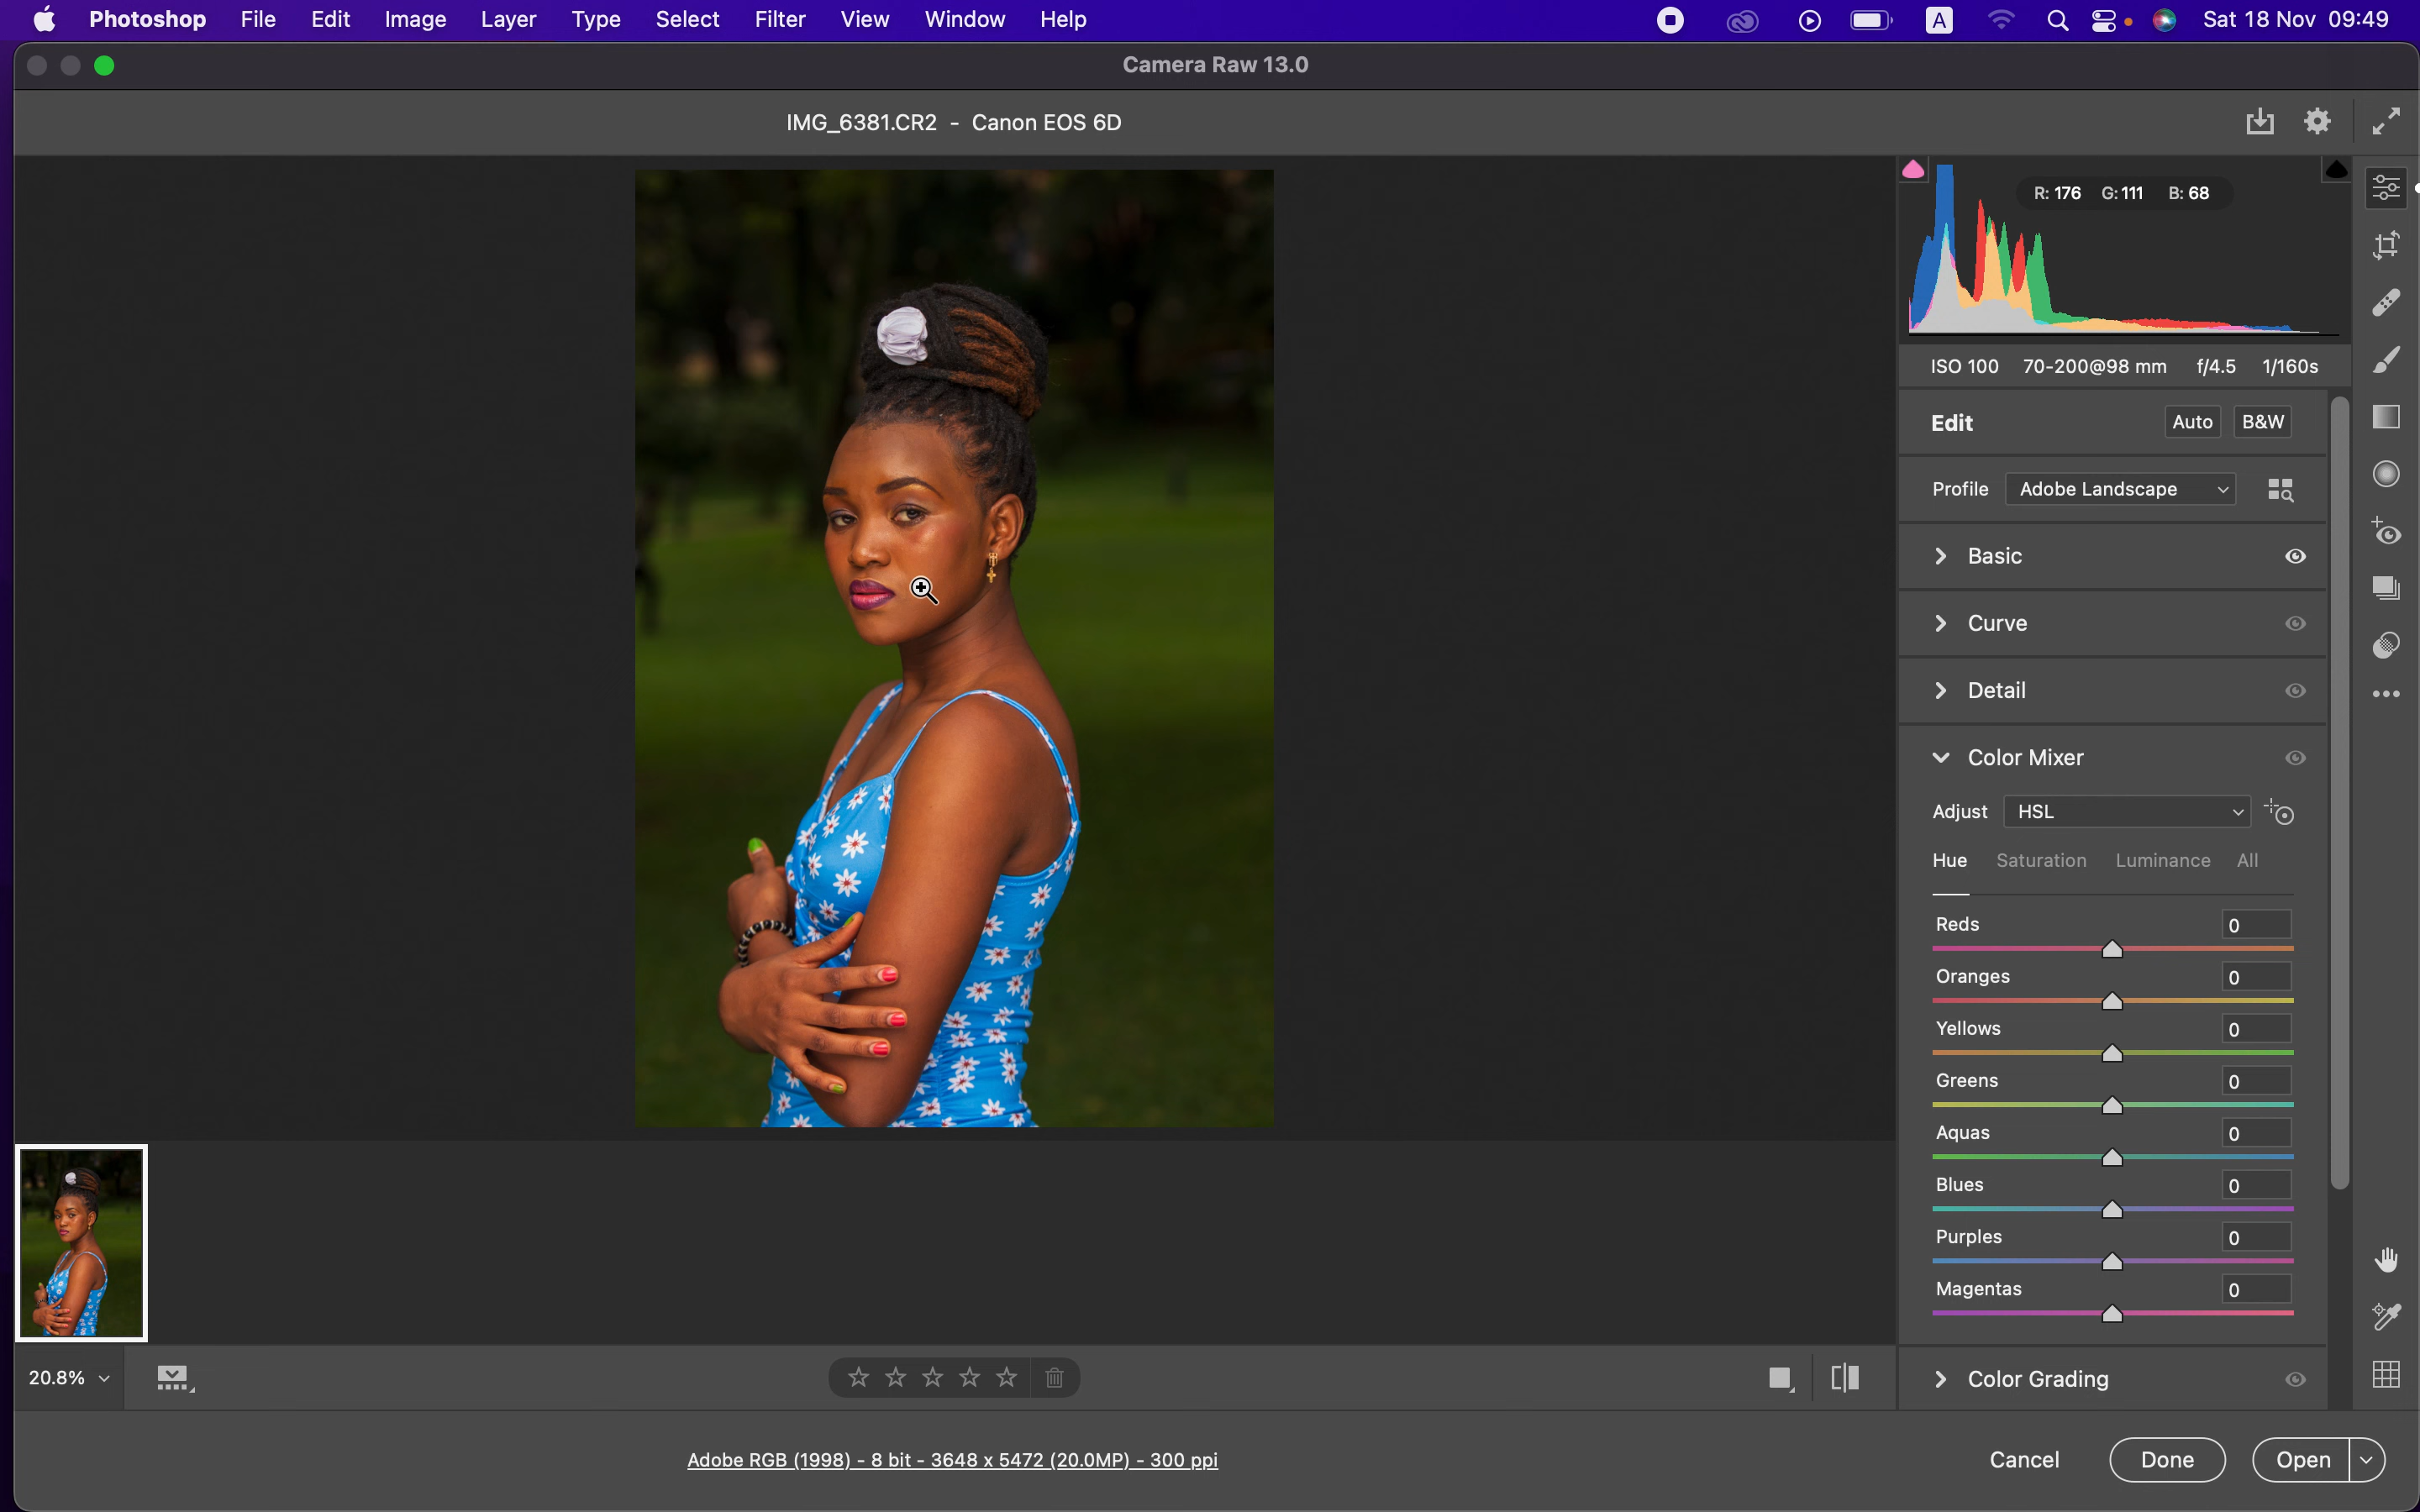 Photoshop File Edit Image Layer Type Select Filter View Window Help A Sat 18 Nov 09:49
Camera Raw 13.0
IMG_6381.CR2 - Canon EOS 6D
R: 176 G: 111 B: 68
ISO 100 70-200@98 mm f/4.5 1/160s
Edit Auto B&W
Profile Adobe Landscape
Basic
Curve
Detail
Color Mixer
Adjust HSL
Hue Saturation Luminance All
Reds 0
Oranges 0
Yellows 0
Greens 0
Aquas 0
Blues 0
Purples 0
Magentas 0
20.8%
Color Grading
Adobe RGB (1998) - 8 bit - 3648 x 5472 (20.0MP) - 300 ppi
Cancel Done Open